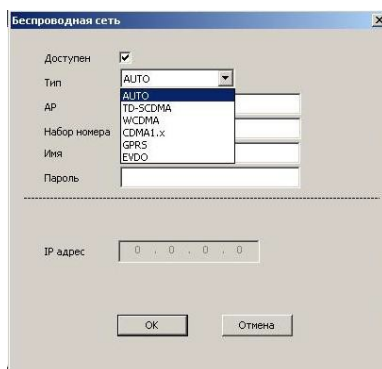 Беспроводная сеть
Доступен
Тип AUTO
AUTO
TD-SCDMA
AP
WCDMA
Набор номера
CDMA1.x
GPRS
Имя
EVDO
Пароль
IP адрес 0 . 0 . 0 . 0
OK Отмена